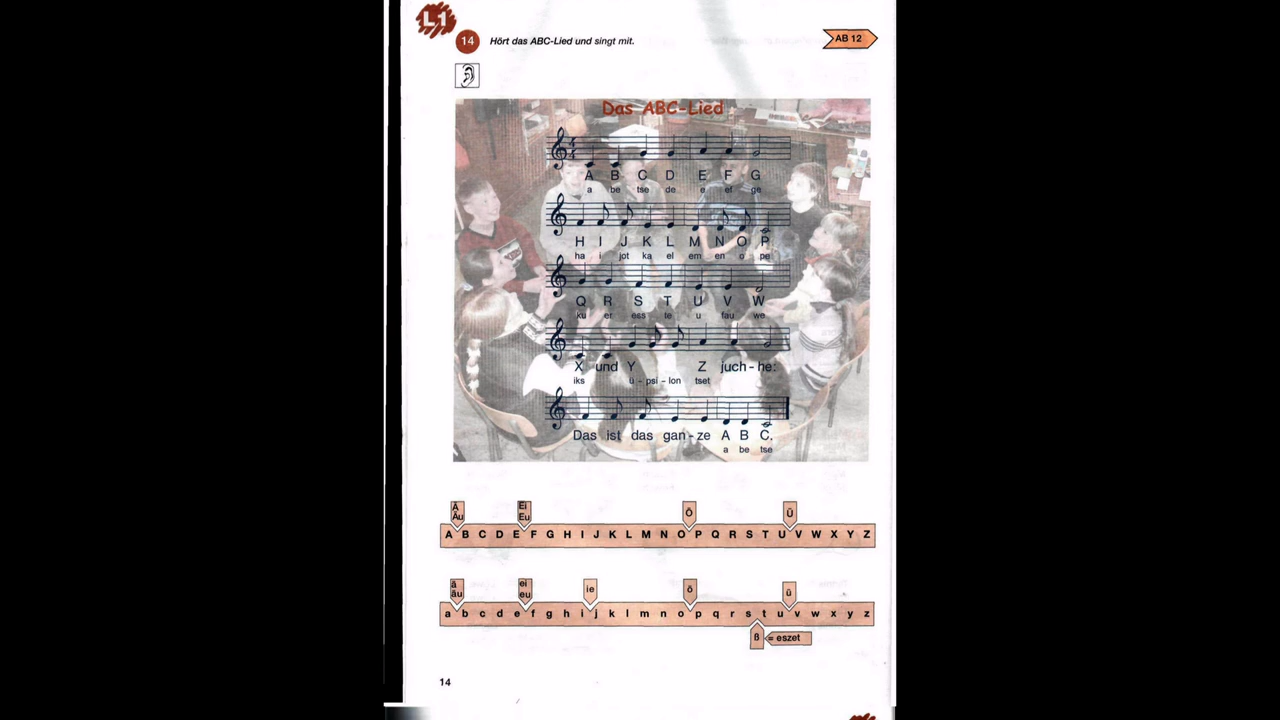 L1
14 Hört das ABC-Lied und singt mit.
AB 12
Das ABC-Lied
4
4
A B C D E F G
a be tse de e ef ge
H I J K L M N O P
ha i jot ka el em en o pe
Q R S T U V W
ku er ess te u fau we
X und Y Z juch - he:
iks ü - psi - lon tset
Das ist das gan - ze A B C.
a be tse
Ä Ei Ö Ü
Äu Eu
A B C D E F G H I J K L M N O P Q R S T U V W X Y Z
ä ei ie ö ü
äu eu
a b c d e f g h i j k l m n o p q r s t u v w x y z
ß = eszet
14